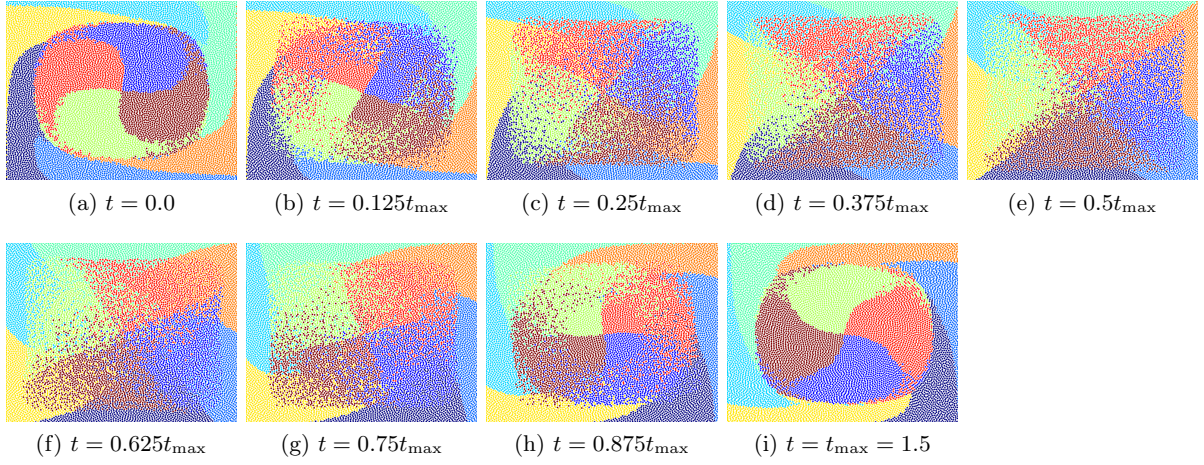 (a) t = 0.0
(b) t = 0.125t_max
(c) t = 0.25t_max
(d) t = 0.375t_max
(e) t = 0.5t_max
(f) t = 0.625t_max
(g) t = 0.75t_max
(h) t = 0.875t_max
(i) t = t_max = 1.5